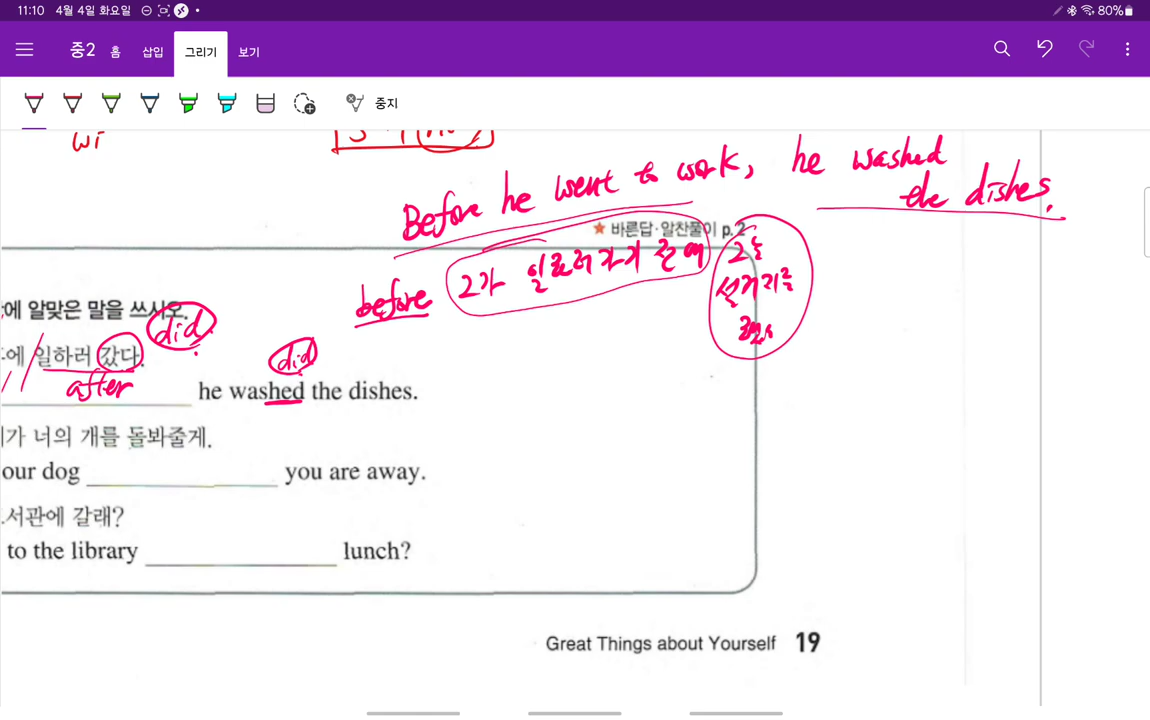 11:10 4월 4일 화요일
80%
중2 홈 삽입 그리기 보기
중지
wi
Before he went to work, he washed
the dishes.
★ 바른답·알찬풀이 p.2
before 그가 일하러 가기 전에
그는
설거지를
했다
에 알맞은 말을 쓰시오.
did
에 일하러 갔다.
did
after
he washed the dishes.
가 너의 개를 돌봐줄게.
our dog you are away.
서관에 갈래?
to the library lunch?
Great Things about Yourself 19